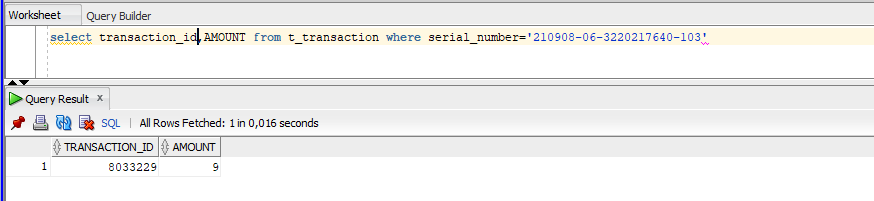 Worksheet Query Builder
select transaction_id,AMOUNT from t_transaction where serial_number='210908-06-3220217640-103'
Query Result x
SQL | All Rows Fetched: 1 in 0,016 seconds
TRANSACTION_ID AMOUNT
1 8033229 9